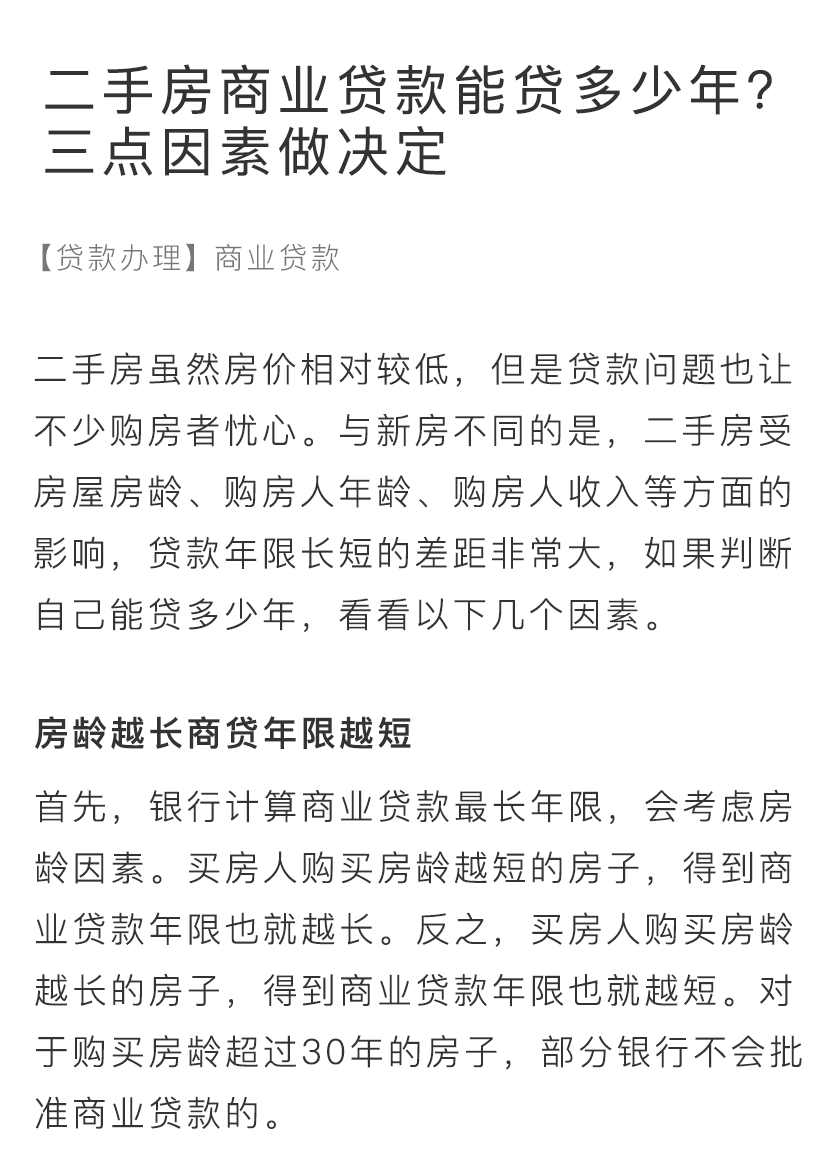 二手房商业贷款能贷多少年？
三点因素做决定
【贷款办理】商业贷款
二手房虽然房价相对较低，但是贷款问题也让
不少购房者忧心。与新房不同的是，二手房受
房屋房龄、购房人年龄、购房人收入等方面的
影响，贷款年限长短的差距非常大，如果判断
自己能贷多少年，看看以下几个因素。
房龄越长商贷年限越短
首先，银行计算商业贷款最长年限，会考虑房
龄因素。买房人购买房龄越短的房子，得到商
业贷款年限也就越长。反之，买房人购买房龄
越长的房子，得到商业贷款年限也就越短。对
于购买房龄超过30年的房子，部分银行不会批
准商业贷款的。